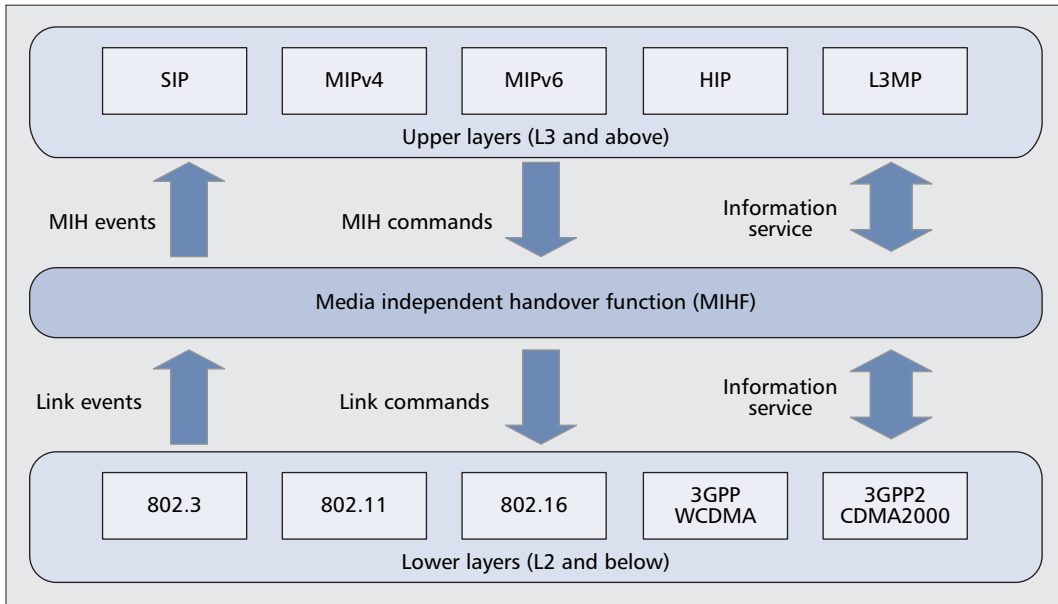 SIP
MIPv4
MIPv6
HIP
L3MP
Upper layers (L3 and above)
MIH events
MIH commands
Information
service
Media independent handover function (MIHF)
Link events
Link commands
Information
service
802.3
802.11
802.16
3GPP
WCDMA
3GPP2
CDMA2000
Lower layers (L2 and below)